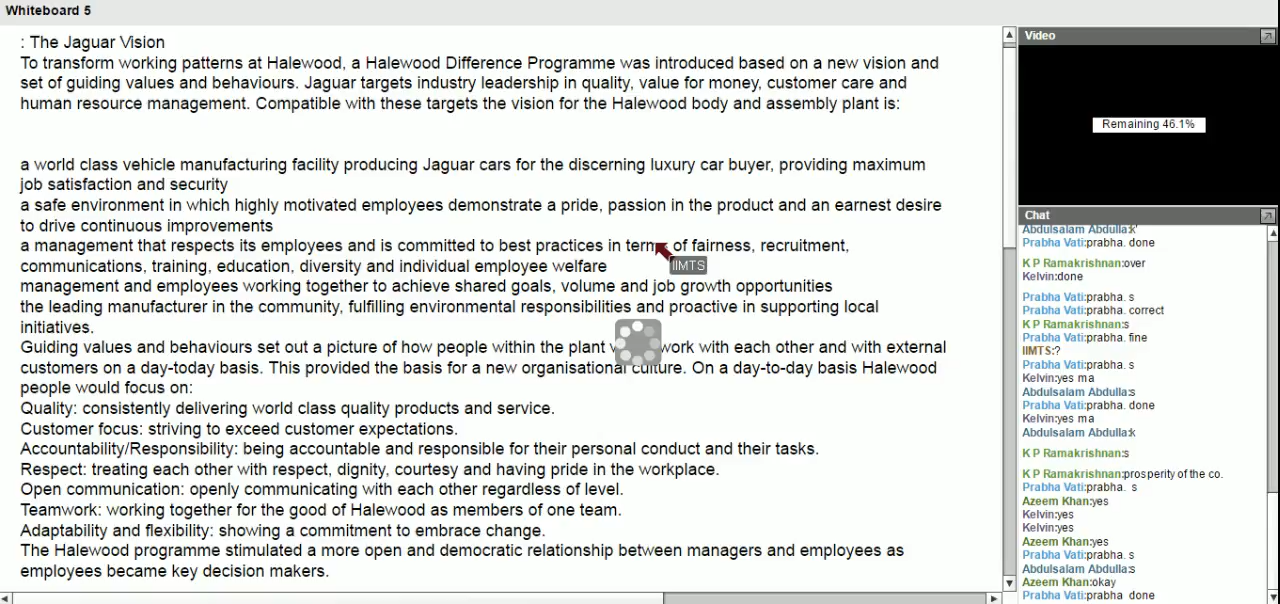 Whiteboard 5
: The Jaguar Vision
To transform working patterns at Halewood, a Halewood Difference Programme was introduced based on a new vision and
set of guiding values and behaviours. Jaguar targets industry leadership in quality, value for money, customer care and
human resource management. Compatible with these targets the vision for the Halewood body and assembly plant is:
a world class vehicle manufacturing facility producing Jaguar cars for the discerning luxury car buyer, providing maximum
job satisfaction and security
a safe environment in which highly motivated employees demonstrate a pride, passion in the product and an earnest desire
to drive continuous improvements
a management that respects its employees and is committed to best practices in terms of fairness, recruitment,
communications, training, education, diversity and individual employee welfare
IIMTS
management and employees working together to achieve shared goals, volume and job growth opportunities
the leading manufacturer in the community, fulfilling environmental responsibilities and proactive in supporting local
initiatives.
Guiding values and behaviours set out a picture of how people within the plant work with each other and with external
customers on a day-today basis. This provided the basis for a new organisational culture. On a day-to-day basis Halewood
people would focus on:
Quality: consistently delivering world class quality products and service.
Customer focus: striving to exceed customer expectations.
Accountability/Responsibility: being accountable and responsible for their personal conduct and their tasks.
Respect: treating each other with respect, dignity, courtesy and having pride in the workplace.
Open communication: openly communicating with each other regardless of level.
Teamwork: working together for the good of Halewood as members of one team.
Adaptability and flexibility: showing a commitment to embrace change.
The Halewood programme stimulated a more open and democratic relationship between managers and employees as
employees became key decision makers.
Video
Remaining 46.1%
Chat
Abdulsalam Abdulla:k'
Prabha Vati:prabha. done
K P Ramakrishnan:over
Kelvin:done
Prabha Vati:prabha. s
Prabha Vati:prabha. correct
K P Ramakrishnan:s
Prabha Vati:prabha. fine
IIMTS:?
Prabha Vati:prabha. s
Kelvin:yes ma
Abdulsalam Abdulla:s
Prabha Vati:prabha. done
Kelvin:yes ma
Abdulsalam Abdulla:k
K P Ramakrishnan:s
K P Ramakrishnan:prosperity of the co.
Prabha Vati:prabha. s
Azeem Khan:yes
Kelvin:yes
Kelvin:yes
Azeem Khan:yes
Prabha Vati:prabha. s
Abdulsalam Abdulla:s
Azeem Khan:okay
Prabha Vati:prabha done